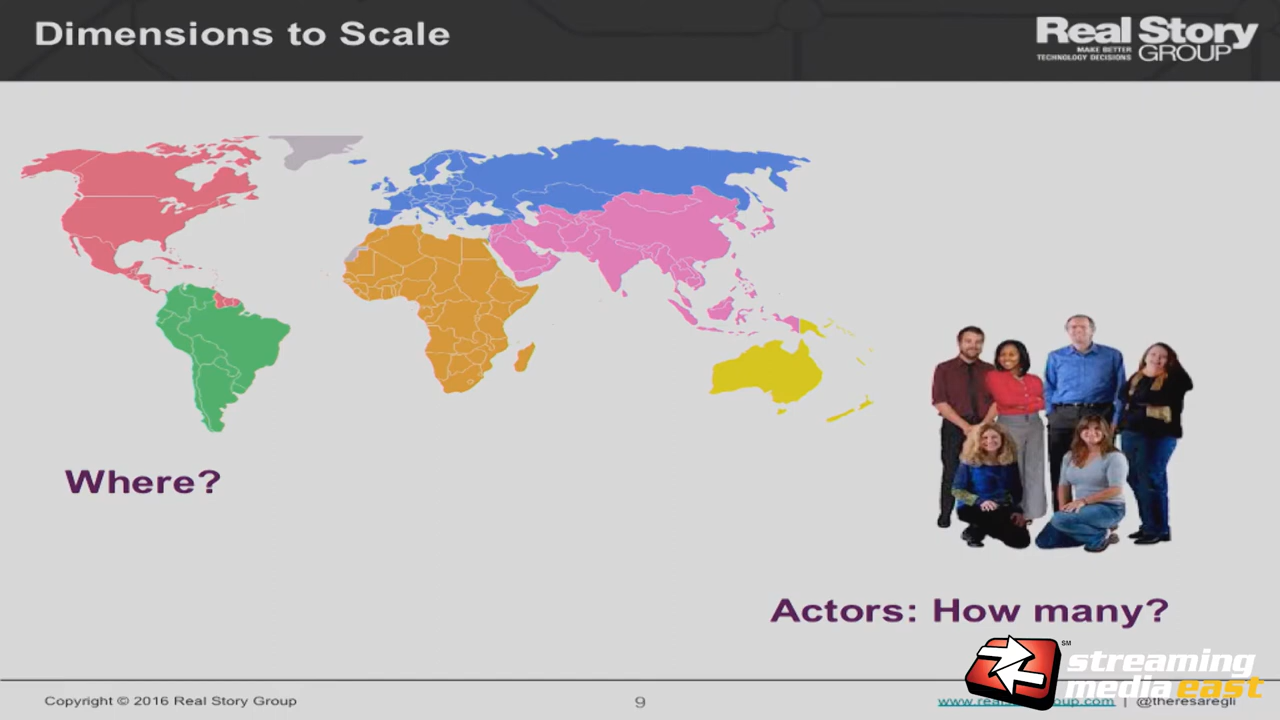 Dimensions to Scale
Real Story
MAKE BETTER
TECHNOLOGY DECISIONS
GROUP
Where?
Actors: How many?
SM
streaming
media east
Copyright © 2016 Real Story Group
9
| @theresaregli